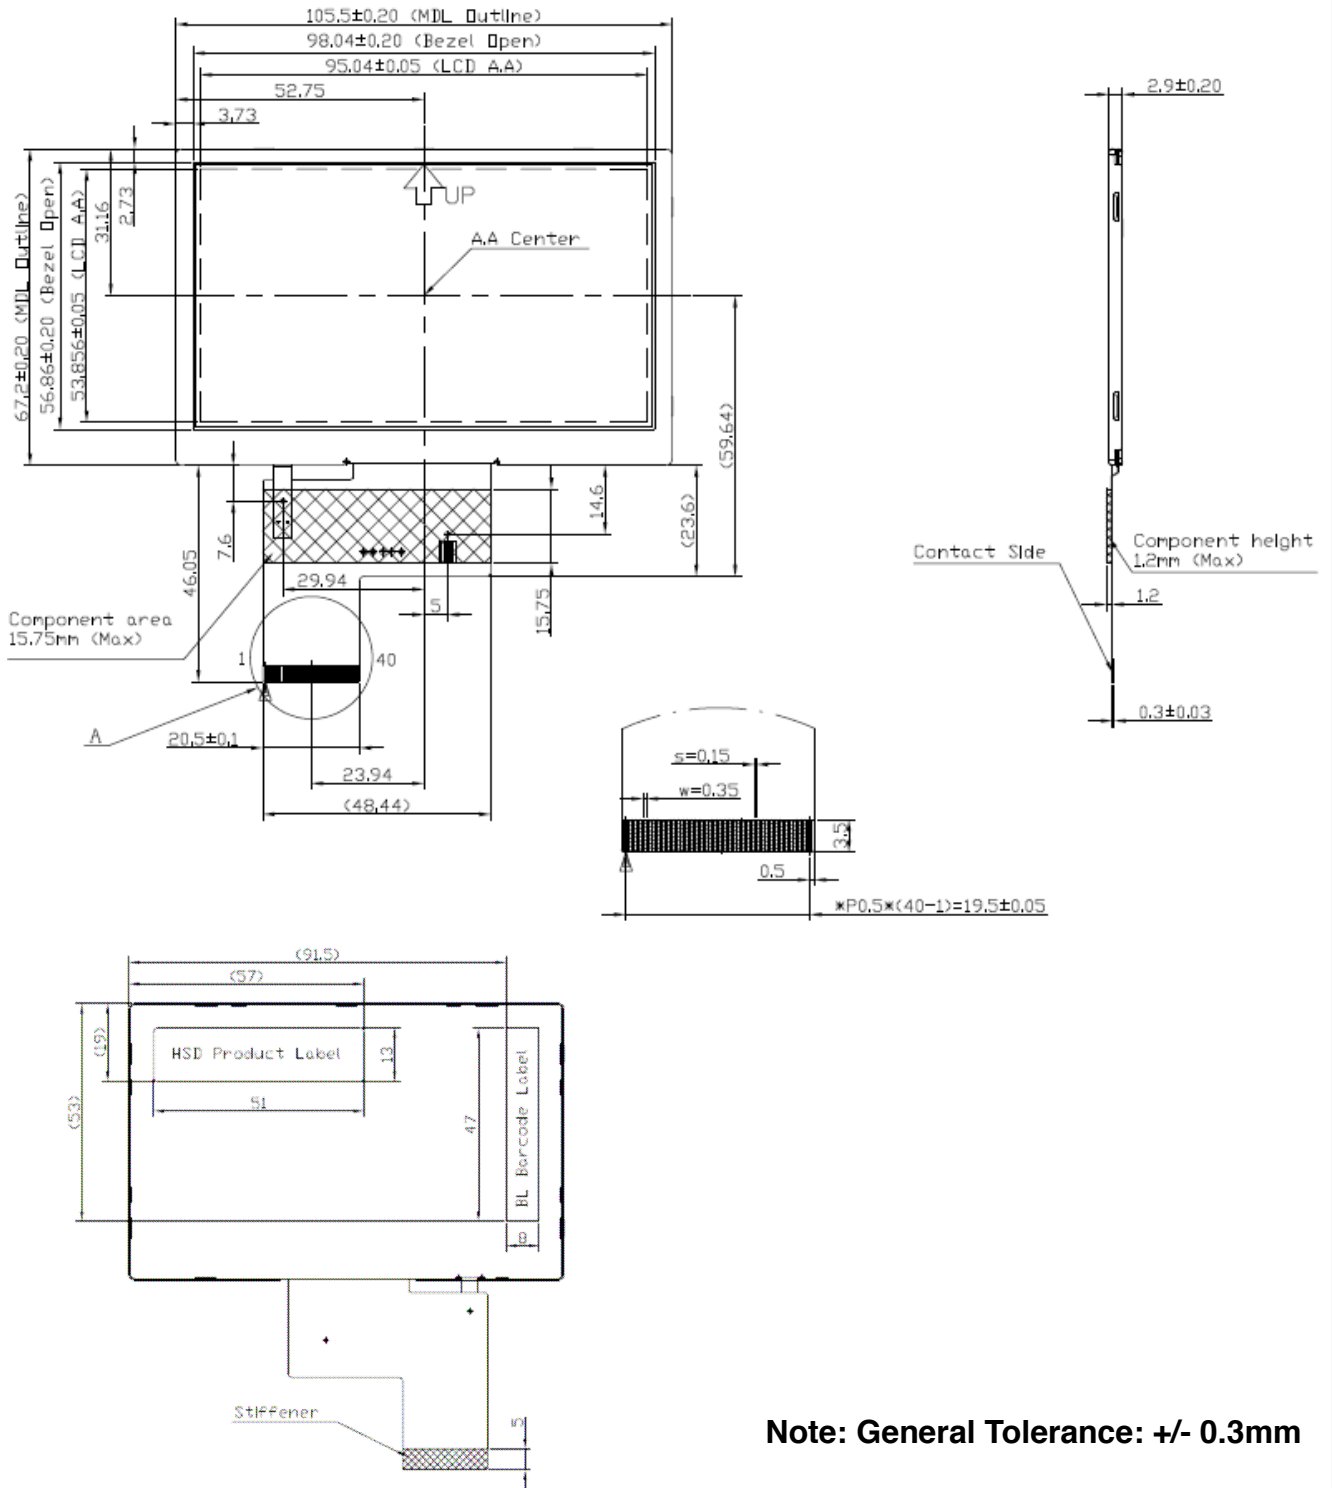 105.5±0.20 (MDL Outline)
98.04±0.20 (Bezel Open)
95.04±0.05 (LCD A.A)
52.75
3.73
2.9±0.20
67.2±0.20 (MDL Outline)
56.86±0.20 (Bezel Open)
53.856±0.05 (LCD A.A)
31.16
2.73
UP
A.A Center
(59.64)
14.6
(23.6)
7.6
46.05
29.94
5
15.75
Contact Side
Component height
1.2mm (Max)
1.2
Component area
15.75mm (Max)
1
40
A
20.5±0.1
0.3±0.03
23.94
(48.44)
s=0.15
w=0.35
3.5
0.5
*P0.5*(40-1)=19.5±0.05
(91.5)
(57)
(19)
HSD Product Label
13
51
(53)
47
BL Barcode Label
8
Stiffener
5
Note: General Tolerance: +/- 0.3mm